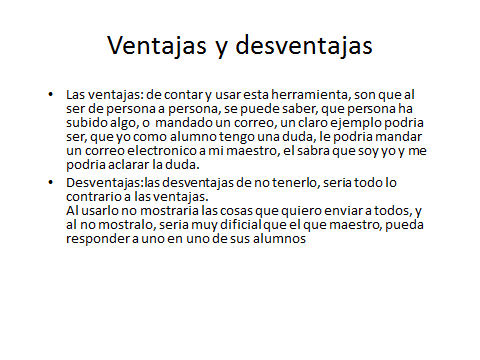 Ventajas y desventajas
• Las ventajas: de contar y usar esta herramienta, son que al
ser de persona a persona, se puede saber, que persona ha
subido algo, o  mandado un correo, un claro ejemplo podria
ser, que yo como alumno tengo una duda, le podria mandar
un correo electronico a mi maestro, el sabra que soy yo y me
podria aclarar la duda.
• Desventajas:las desventajas de no tenerlo, seria todo lo
contrario a las ventajas.
Al usarlo no mostraria las cosas que quiero enviar a todos, y
al no mostralo, seria muy dificial que el que maestro, pueda
responder a uno en uno de sus alumnos